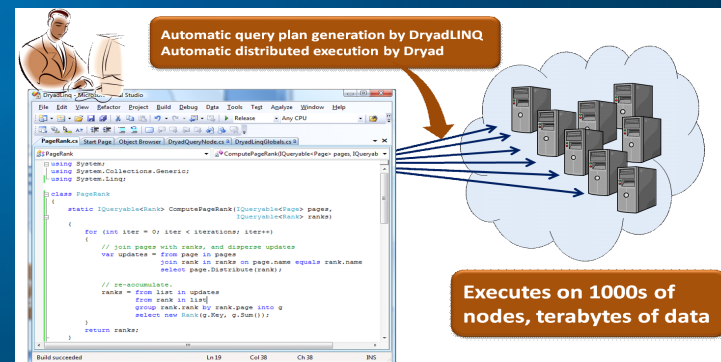 Automatic query plan generation by DryadLINQ
Automatic distributed execution by Dryad
DryadLinq - Microsoft Visual Studio
File Edit View Refactor Project Build Debug Data Tools Test Analyze Window Help
Release Any CPU
PageRank.cs Start Page Object Browser DryadQueryNode.cs DryadLinqGlobals.cs
PageRank ComputePageRank(IQueryable<Page> pages, IQueryab
using System;
using System.Collections.Generic;
using System.Linq;
class PageRank
{
static IQueryable<Rank> ComputePageRank(IQueryable<Page> pages,
IQueryable<Rank> ranks)
{
for (int iter = 0; iter < iterations; iter++)
{
// join pages with ranks, and disperse updates
var updates = from page in pages
join rank in ranks on page.name equals rank.name
select page.Distribute(rank);
// re-accumulate.
ranks = from list in updates
from rank in list
group rank.rank by rank.page into g
select new Rank(g.Key, g.Sum());
}
return ranks;
}
Build succeeded Ln 19 Col 38 Ch 38 INS
Executes on 1000s of
nodes, terabytes of data